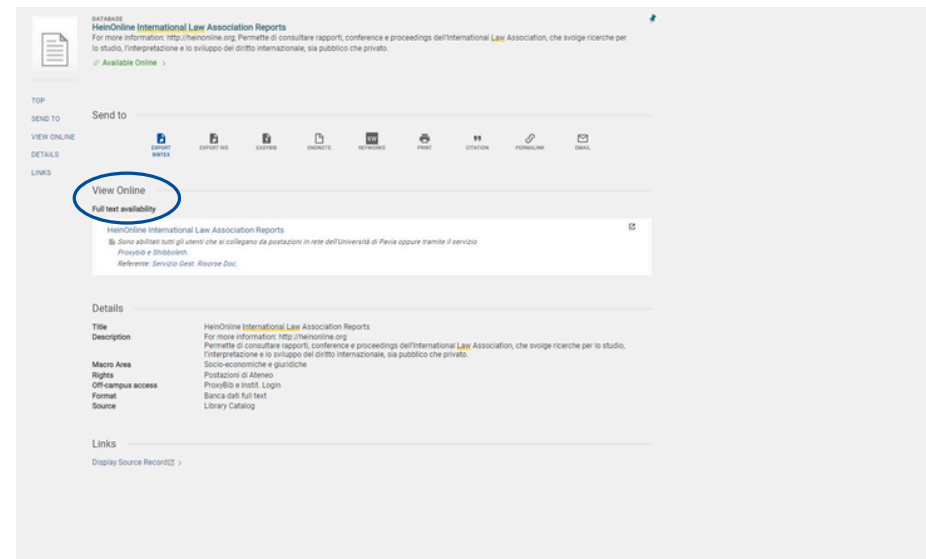 DATABASE
HeinOnline International Law Association Reports
For more information: http://heinonline.org; Permette di consultare rapporti, conference e proceedings dell'International Law Association, che svolge ricerche per
lo studio, l'interpretazione e lo sviluppo del diritto internazionale, sia pubblico che privato.
Available Online >
TOP
SEND TO
VIEW ONLINE
DETAILS
LINKS
Send to
EXPORT BIBTEX
EXPORT RIS
EASYBIB
ENDNOTE
RW
REFWORKS
PRINT
CITATION
PERMALINK
EMAIL
View Online
Full text availability
HeinOnline International Law Association Reports
Sono abilitati tutti gli utenti che si collegano da postazioni in rete dell'Università di Pavia oppure tramite il servizio
Proxybib e Shibboleth.
Referente: Servizio Gest. Risorse Doc.
Details
Title HeinOnline International Law Association Reports
Description For more information: http://heinonline.org
Permette di consultare rapporti, conference e proceedings dell'International Law Association, che svolge ricerche per lo studio,
l'interpretazione e lo sviluppo del diritto internazionale, sia pubblico che privato.
Macro Area Socio-economiche e giuridiche
Rights Postazioni di Ateneo
Off-campus access ProxyBib e Instit. Login
Format Banca dati full text
Source Library Catalog
Links
Display Source Record >